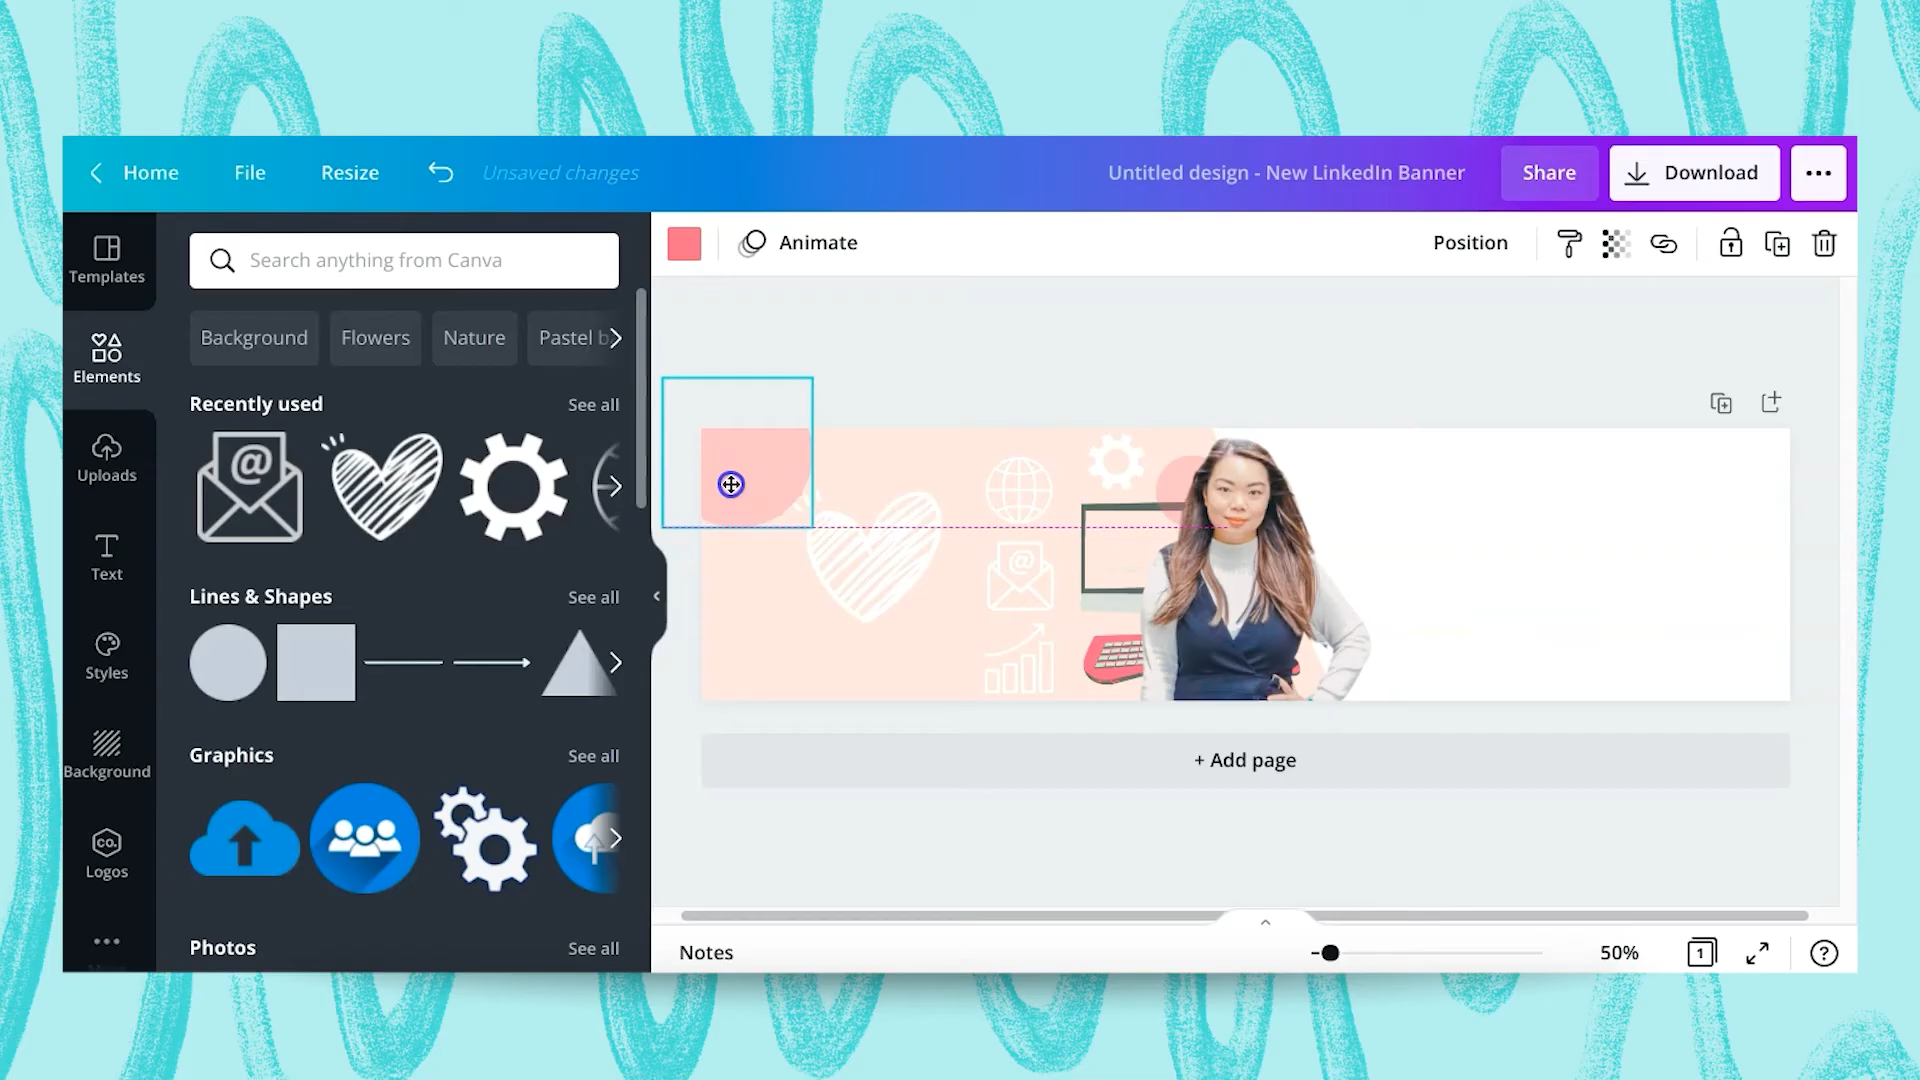 Home File Resize Unsaved changes Untitled design - New LinkedIn Banner Share Download
Templates
Elements
Uploads
Text
Styles
Background
CO.
Logos
Search anything from Canva
Background Flowers Nature Pastel
Recently used See all
@
Lines & Shapes See all
Graphics See all
Photos See all
Animate Position
@
+ Add page
Notes 50% 1 ?